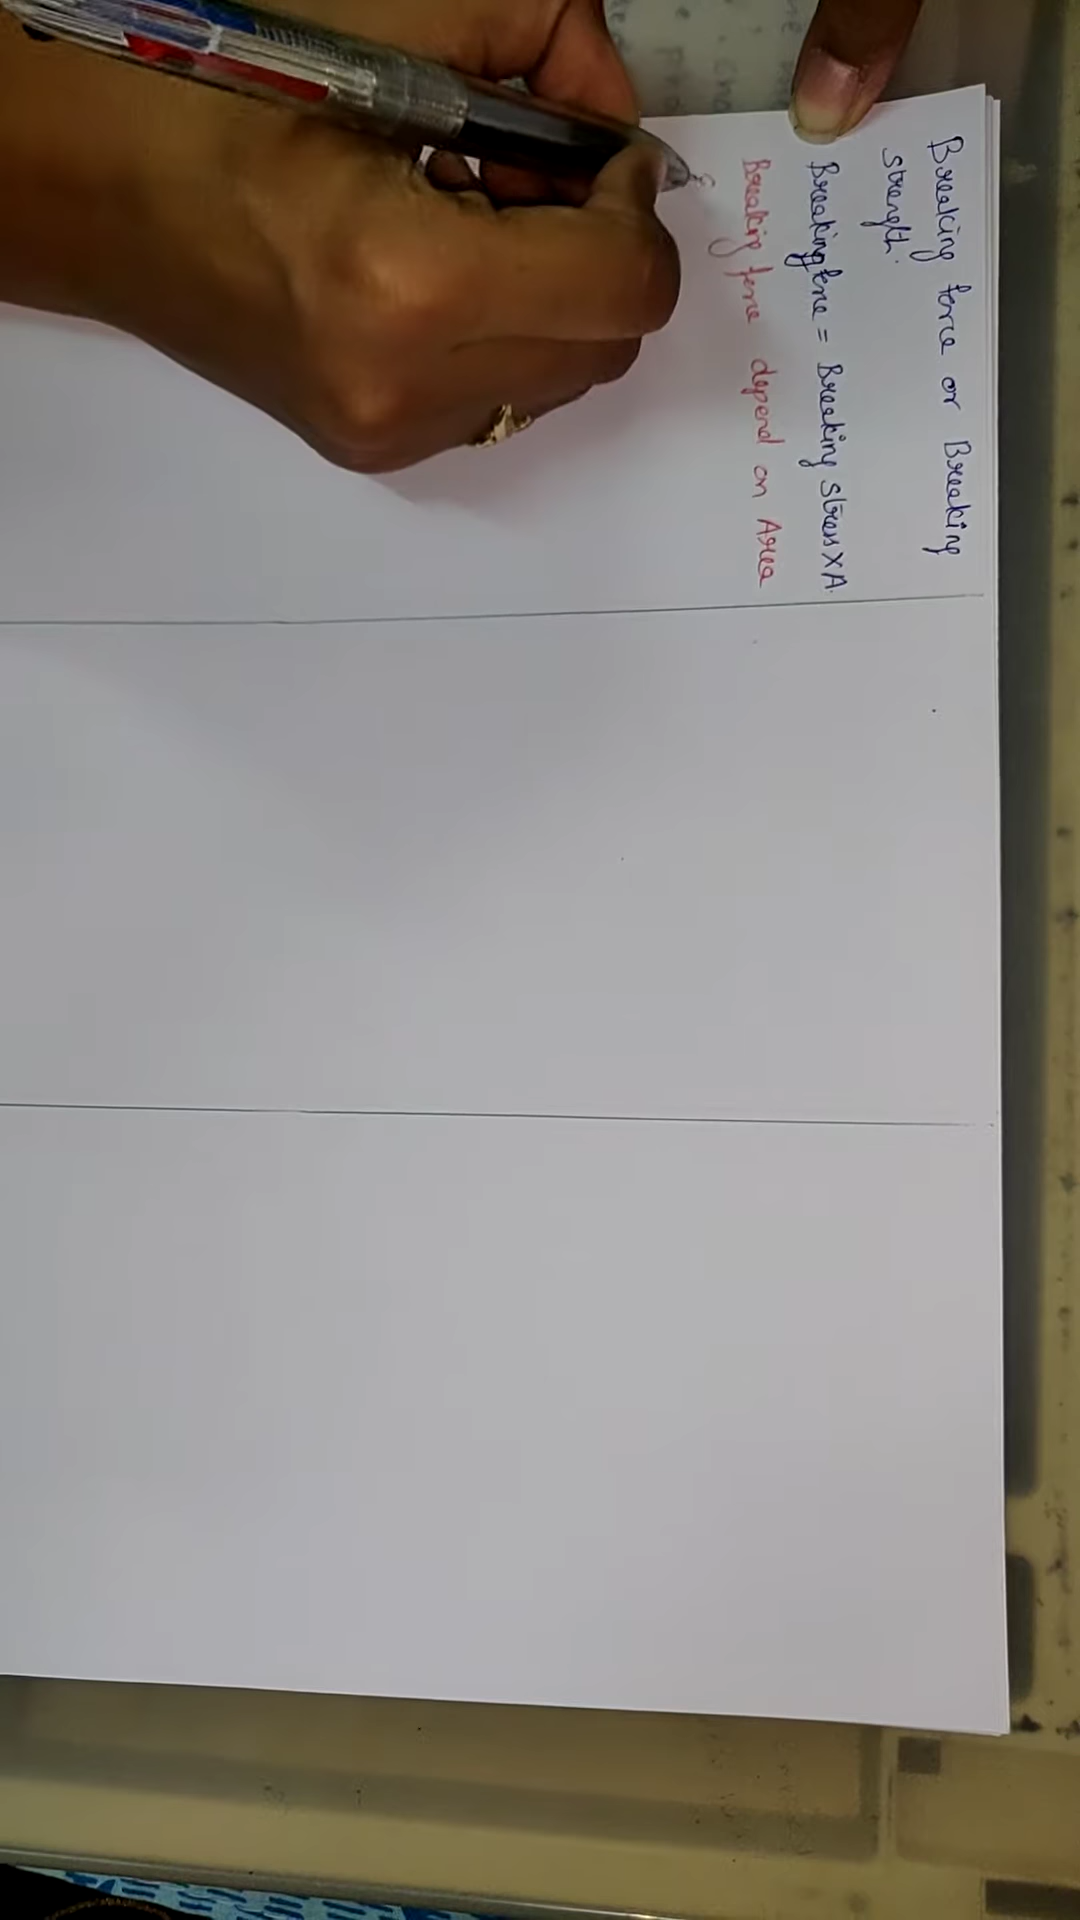 Breaking force or Breaking
strength.
Breaking force = Breaking stress X A.
Breaking force depend on Area